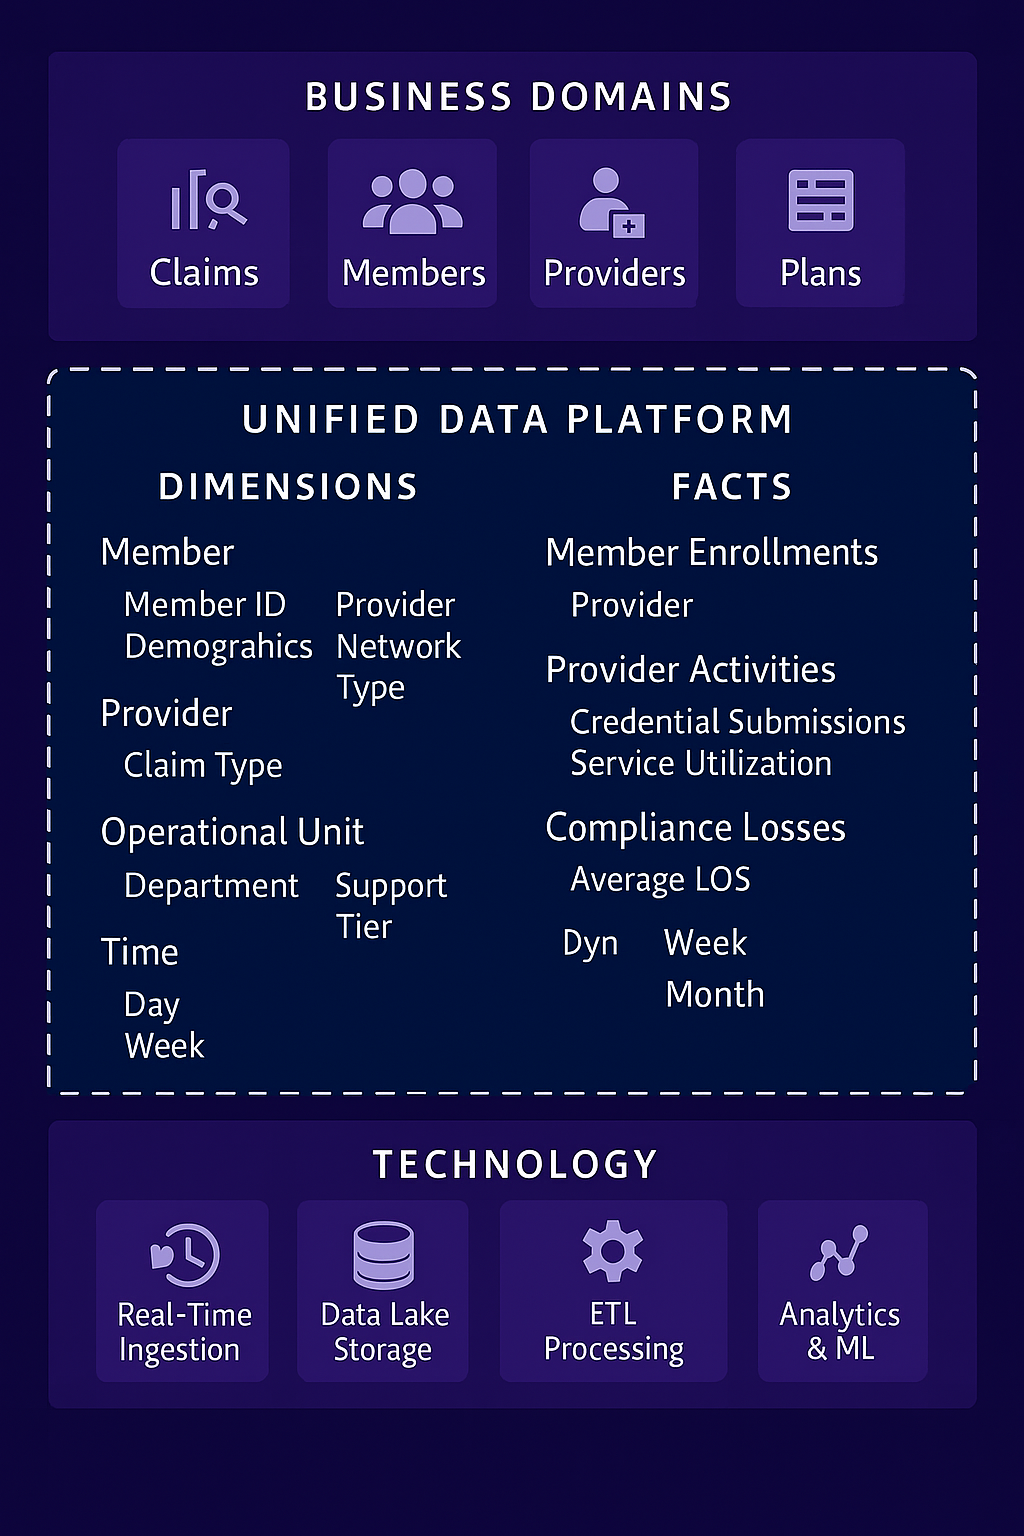 BUSINESS DOMAINS
Claims
Members
Providers
Plans
UNIFIED DATA PLATFORM
DIMENSIONS
Member
Member ID
Demograhics
Provider
Network
Type
Provider
Claim Type
Operational Unit
Department
Support
Tier
Time
Day
Week
FACTS
Member Enrollments
Provider
Provider Activities
Credential Submissions
Service Utilization
Compliance Losses
Average LOS
Dyn
Week
Month
TECHNOLOGY
Real-Time
Ingestion
Data Lake
Storage
ETL
Processing
Analytics
& ML